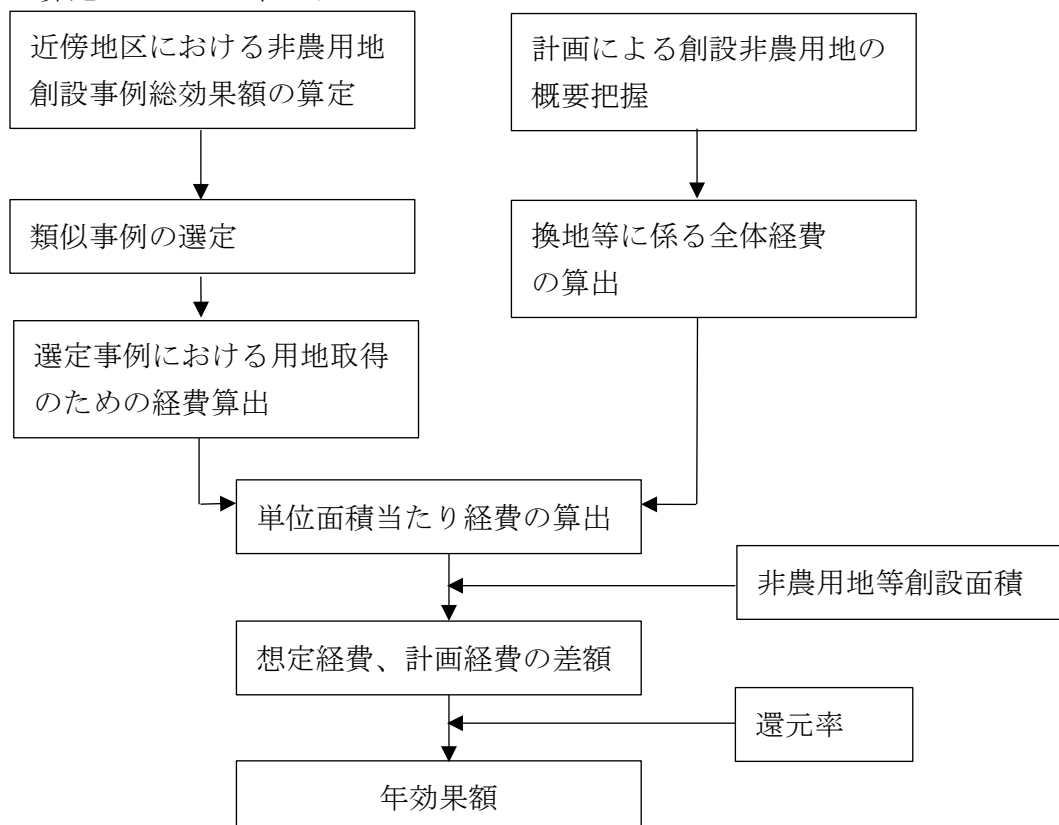 近傍地区における非農用地
創設事例総効果額の算定
計画による創設非農用地の
概要把握
類似事例の選定
換地等に係る全体経費
の算出
選定事例における用地取得
のための経費算出
単位面積当たり経費の算出
非農用地等創設面積
想定経費、計画経費の差額
還元率
年効果額